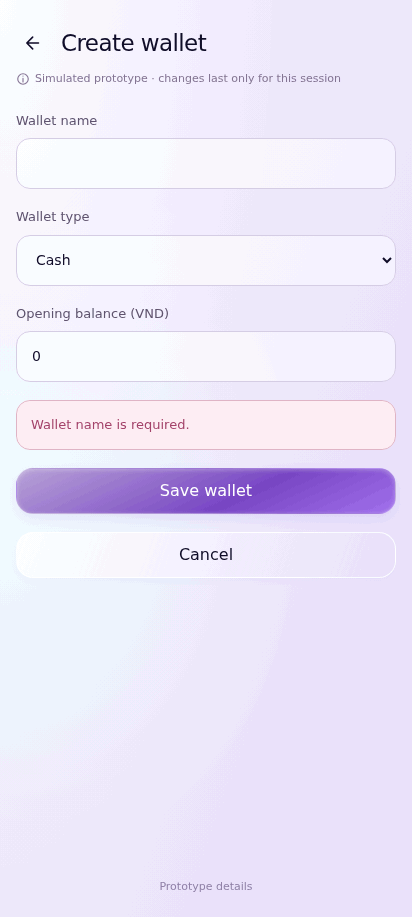 Create wallet
Simulated prototype · changes last only for this session
Wallet name
Wallet type
Cash
Opening balance (VND)
0
Wallet name is required.
Save wallet
Cancel
Prototype details